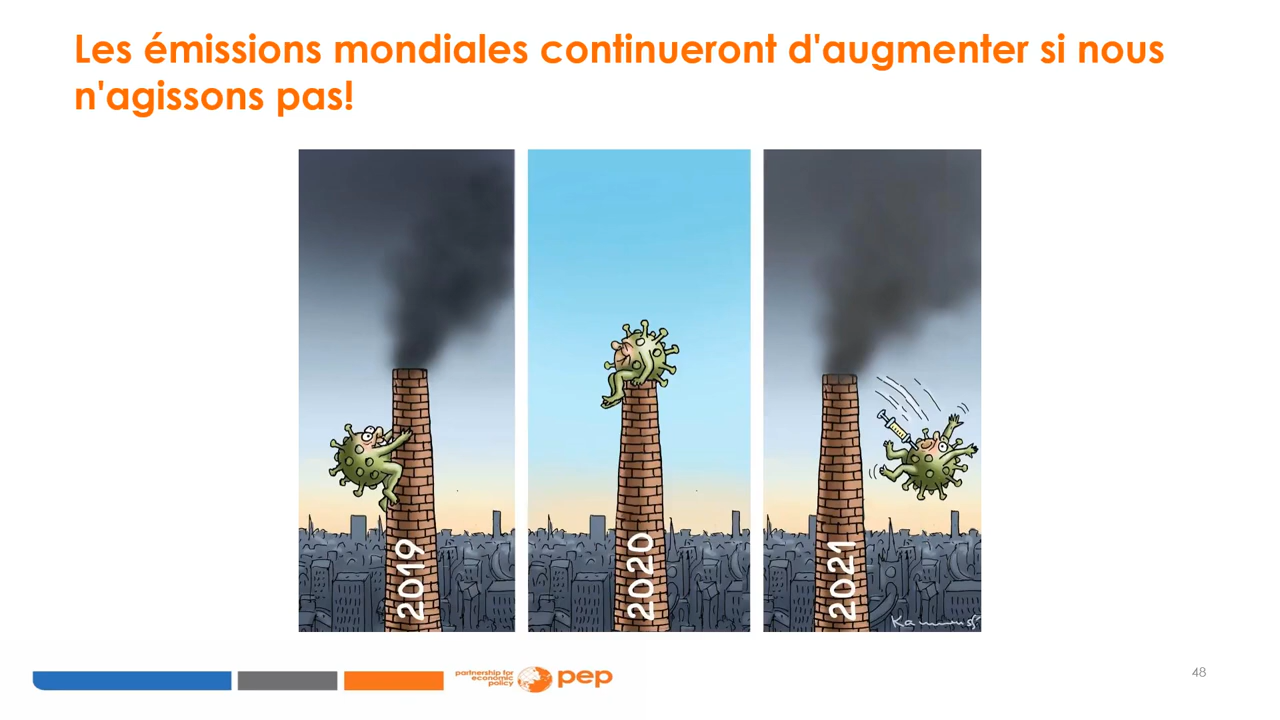 Les émissions mondiales continueront d'augmenter si nous
n'agissons pas!
2019
2020
2021
partnership for
economic
policy
pep
48